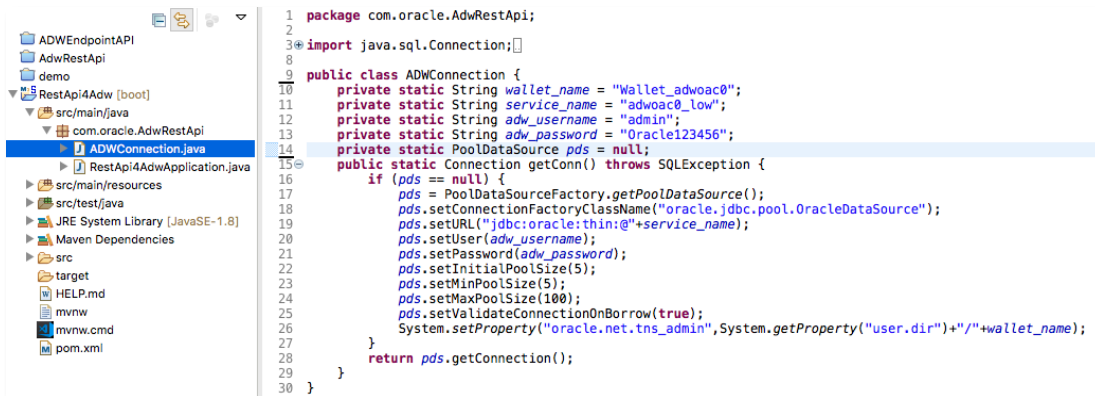 ADWEndpointAPI
AdwRestApi
demo
RestApi4Adw [boot]
src/main/java
com.oracle.AdwRestApi
ADWConnection.java
RestApi4AdwApplication.java
src/main/resources
src/test/java
JRE System Library [JavaSE-1.8]
Maven Dependencies
src
target
HELP.md
mvnw
mvnw.cmd
pom.xml
1 package com.oracle.AdwRestApi;
2
3 import java.sql.Connection;
8
9 public class ADWConnection {
10 private static String wallet_name = "Wallet_adwoac0";
11 private static String service_name = "adwoac0_low";
12 private static String adw_username = "admin";
13 private static String adw_password = "Oracle123456";
14 private static PoolDataSource pds = null;
15 public static Connection getConn() throws SQLException {
16 if (pds == null) {
17 pds = PoolDataSourceFactory.getPoolDataSource();
18 pds.setConnectionFactoryClassName("oracle.jdbc.pool.OracleDataSource");
19 pds.setURL("jdbc:oracle:thin:@"+service_name);
20 pds.setUser(adw_username);
21 pds.setPassword(adw_password);
22 pds.setInitialPoolSize(5);
23 pds.setMinPoolSize(5);
24 pds.setMaxPoolSize(100);
25 pds.setValidateConnectionOnBorrow(true);
26 System.setProperty("oracle.net.tns_admin",System.getProperty("user.dir")+"/"+wallet_name);
27 }
28 return pds.getConnection();
29 }
30 }